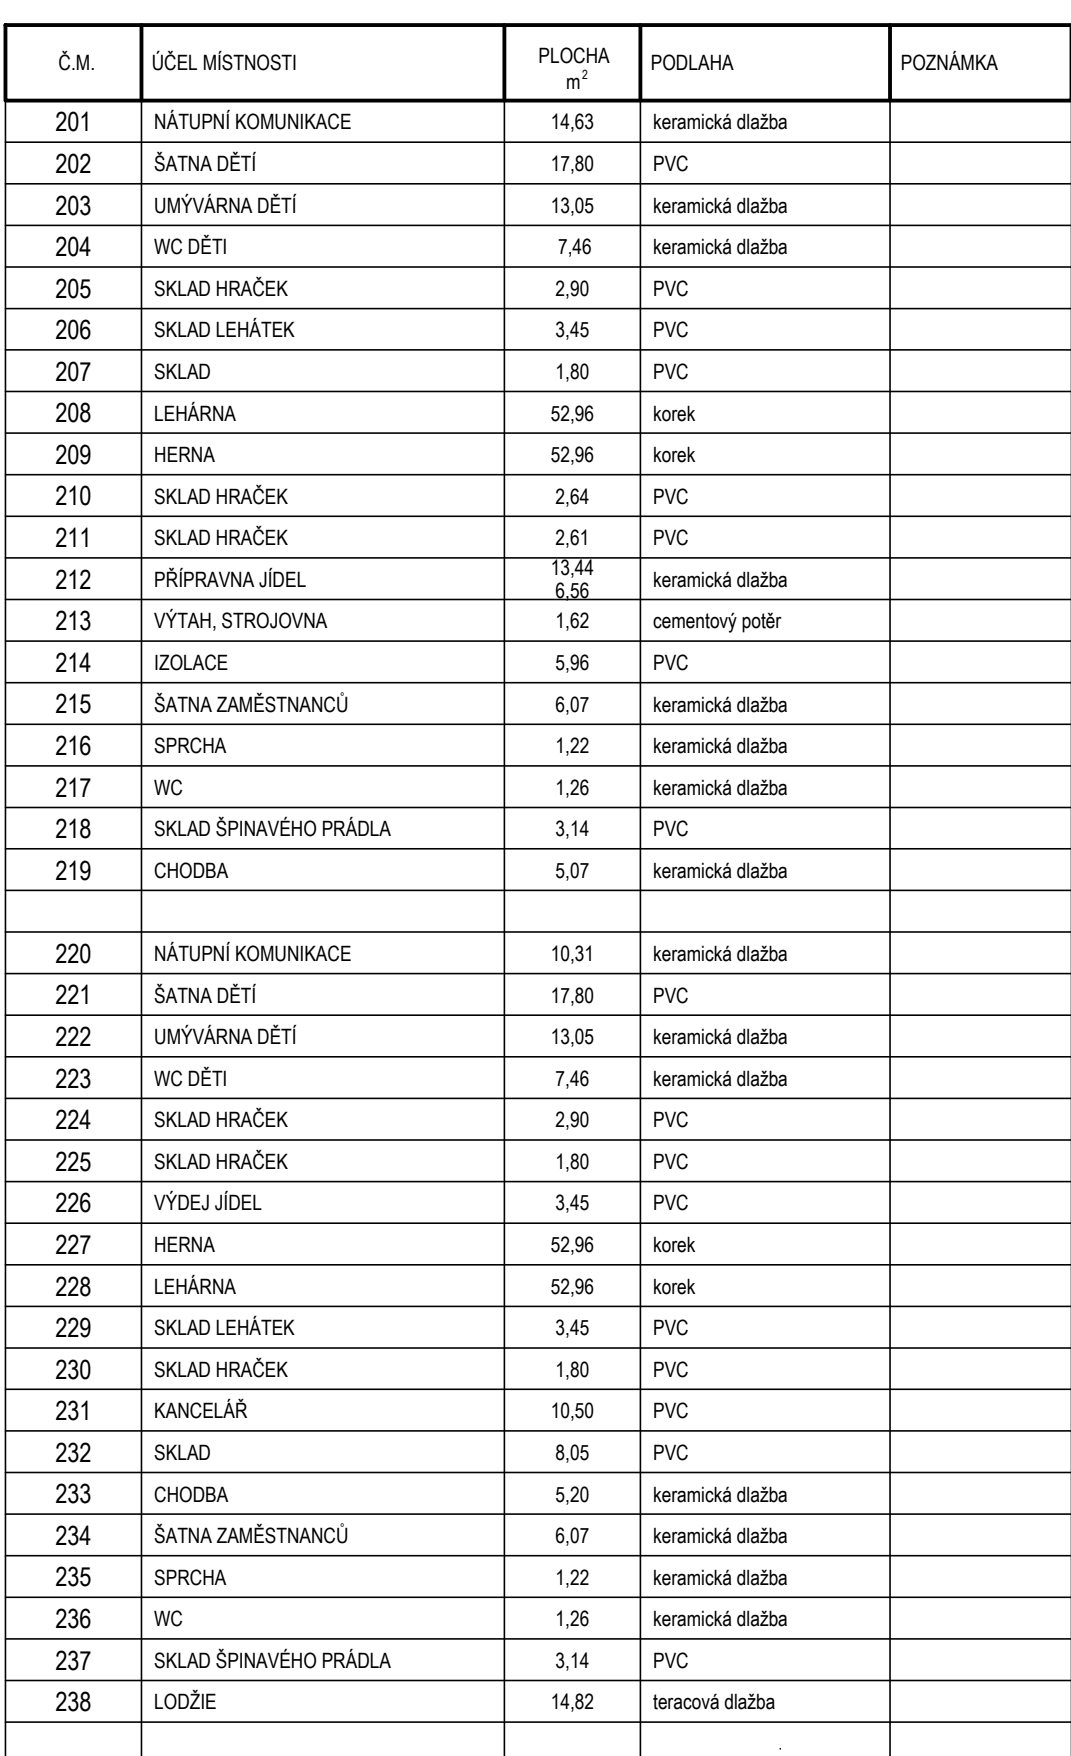 Č.M. ÚČEL MÍSTNOSTI PLOCHA m² PODLAHA POZNÁMKA
201 NÁTUPNÍ KOMUNIKACE 14,63 keramická dlažba
202 ŠATNA DĚTÍ 17,80 PVC
203 UMÝVÁRNA DĚTÍ 13,05 keramická dlažba
204 WC DĚTI 7,46 keramická dlažba
205 SKLAD HRAČEK 2,90 PVC
206 SKLAD LEHÁTEK 3,45 PVC
207 SKLAD 1,80 PVC
208 LEHÁRNA 52,96 korek
209 HERNA 52,96 korek
210 SKLAD HRAČEK 2,64 PVC
211 SKLAD HRAČEK 2,61 PVC
212 PŘÍPRAVNA JÍDEL 13,44 6,56 keramická dlažba
213 VÝTAH, STROJOVNA 1,62 cementový potěr
214 IZOLACE 5,96 PVC
215 ŠATNA ZAMĚSTNANCŮ 6,07 keramická dlažba
216 SPRCHA 1,22 keramická dlažba
217 WC 1,26 keramická dlažba
218 SKLAD ŠPINAVÉHO PRÁDLA 3,14 PVC
219 CHODBA 5,07 keramická dlažba
220 NÁTUPNÍ KOMUNIKACE 10,31 keramická dlažba
221 ŠATNA DĚTÍ 17,80 PVC
222 UMÝVÁRNA DĚTÍ 13,05 keramická dlažba
223 WC DĚTI 7,46 keramická dlažba
224 SKLAD HRAČEK 2,90 PVC
225 SKLAD HRAČEK 1,80 PVC
226 VÝDEJ JÍDEL 3,45 PVC
227 HERNA 52,96 korek
228 LEHÁRNA 52,96 korek
229 SKLAD LEHÁTEK 3,45 PVC
230 SKLAD HRAČEK 1,80 PVC
231 KANCELÁŘ 10,50 PVC
232 SKLAD 8,05 PVC
233 CHODBA 5,20 keramická dlažba
234 ŠATNA ZAMĚSTNANCŮ 6,07 keramická dlažba
235 SPRCHA 1,22 keramická dlažba
236 WC 1,26 keramická dlažba
237 SKLAD ŠPINAVÉHO PRÁDLA 3,14 PVC
238 LODŽIE 14,82 teracová dlažba